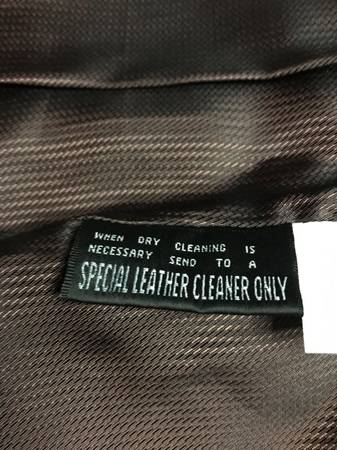 WHEN DRY CLEANING IS
NECESSARY SEND TO A
SPECIAL LEATHER CLEANER ONLY